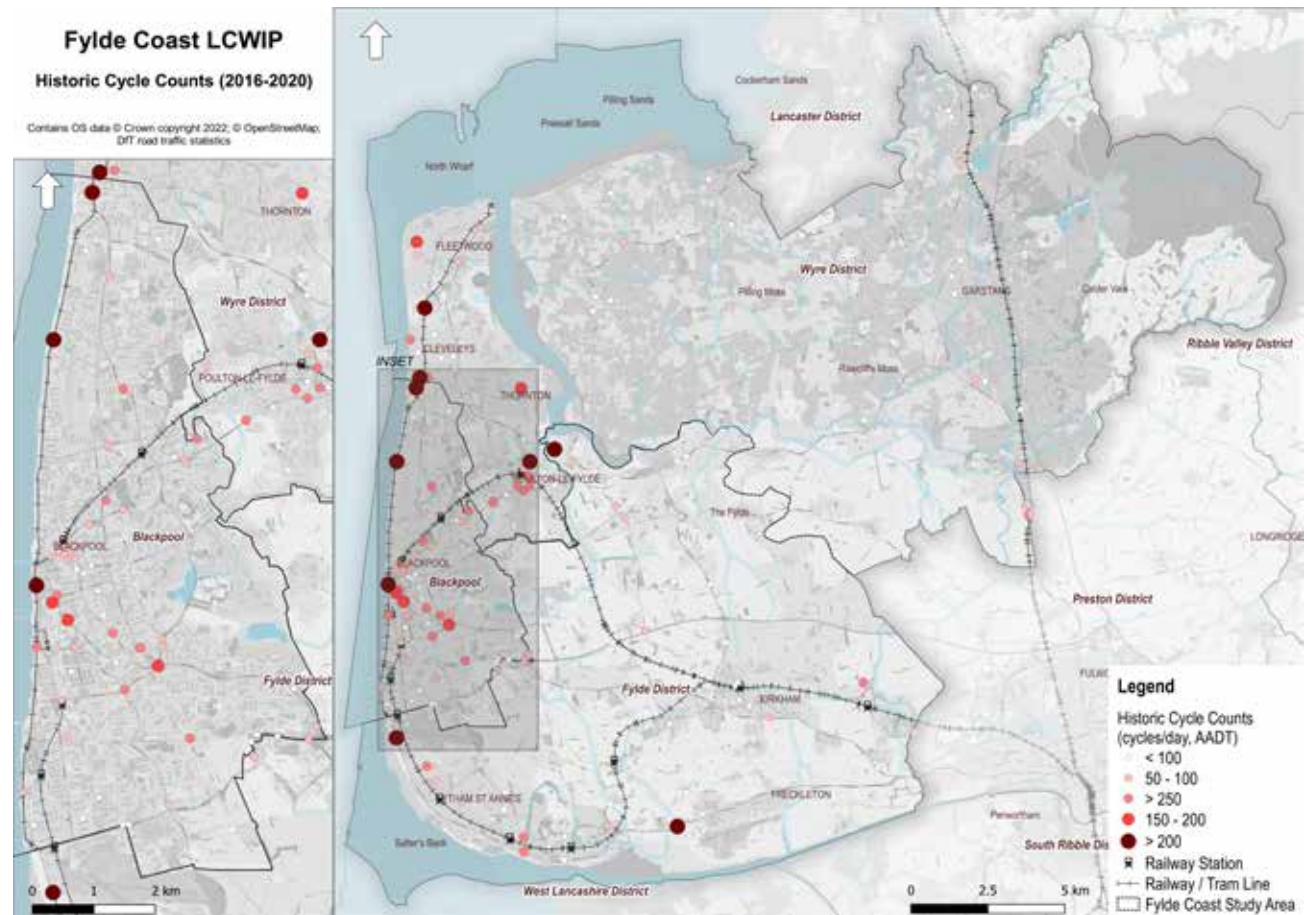 Fylde Coast LCWIP
Historic Cycle Counts (2016-2020)
Contains OS data © Crown copyright 2022; © OpenStreetMap,
DfT road traffic statistics
THORNTON
Wyre District
POULTON-LE-FYLDE
BLACKPOOL
Blackpool
Fylde District
0 1 2 km
Cockerham Sands
Pilling Sands
Lancaster District
Preesall Sands
North Wharf
FLEETWOOD
Wyre District
Pilling Moss
GARSTANG
Calder Vale
Ribble Valley District
CLEVELEYS
INSET
Rawcliffe Moss
THORNTON
LTON-LE-FYLDE
The Fylde
LONGRIDGE
BLACKPOOL
Blackpool
Preston District
Fylde District
KIRKHAM
FULWO
YTHAM ST ANNES
FRECKLETON
Salter's Bank
Penwortham
South Ribble Dis
West Lancashire District
0 2.5 5 km
Legend
Historic Cycle Counts
(cycles/day, AADT)
< 100
50 - 100
> 250
150 - 200
> 200
Railway Station
Railway / Tram Line
Fylde Coast Study Area